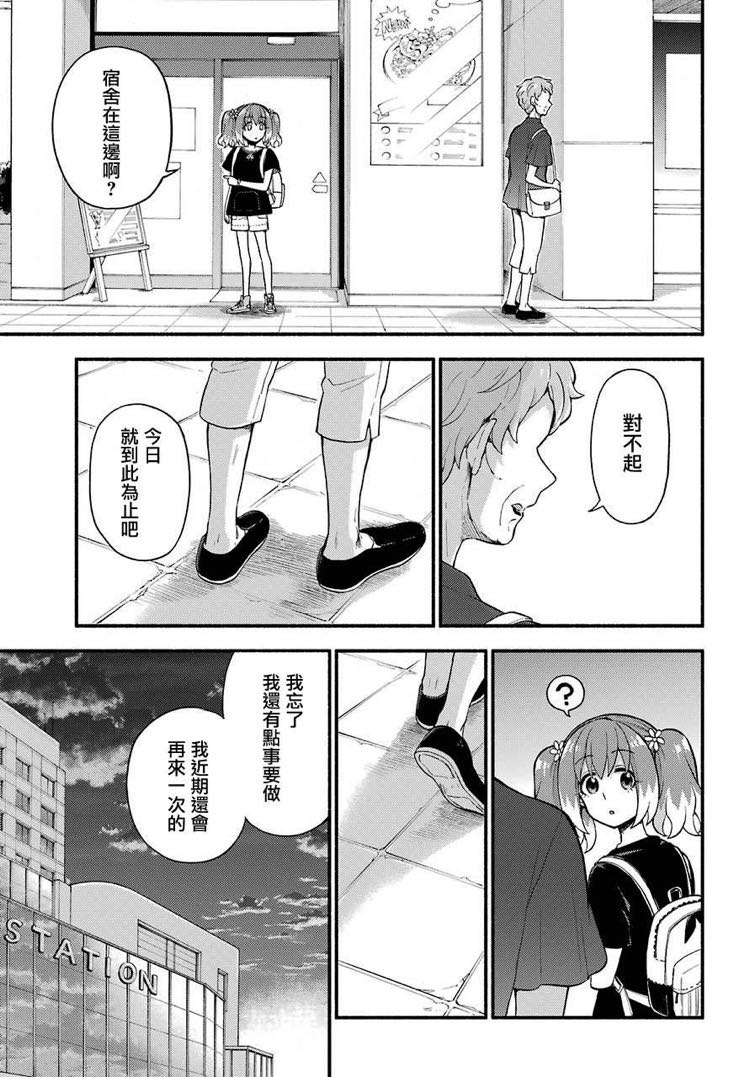 New
宿舍在這邊啊?
對不起
今日
就到此為止吧
?
我忘了
我還有點事要做
我近期還會
再來一次的
STATION